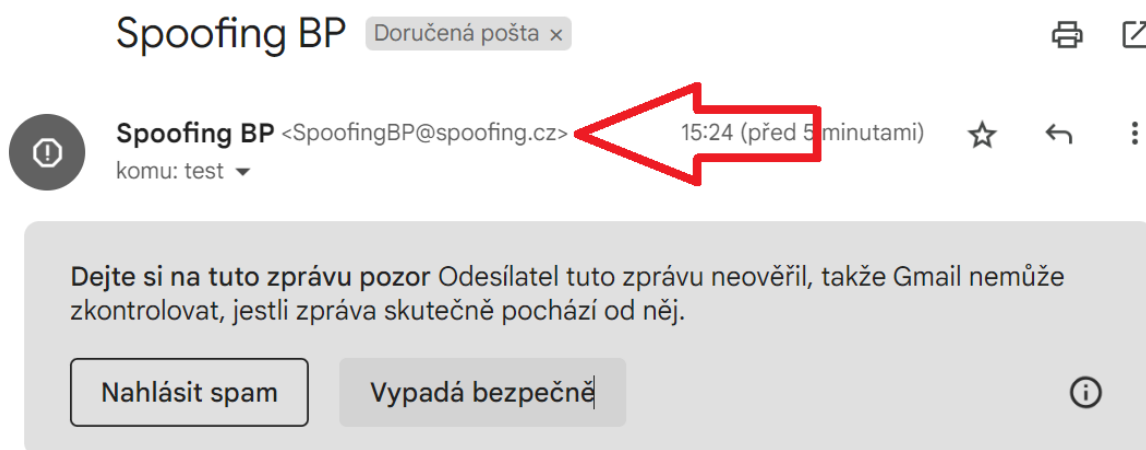 Spoofing BP Doručená pošta ×
Spoofing BP <SpoofingBP@spoofing.cz> 15:24 (před 5 minutami)
komu: test
Dejte si na tuto zprávu pozor Odesílatel tuto zprávu neověřil, takže Gmail nemůže
zkontrolovat, jestli zpráva skutečně pochází od něj.
Nahlásit spam Vypadá bezpečně